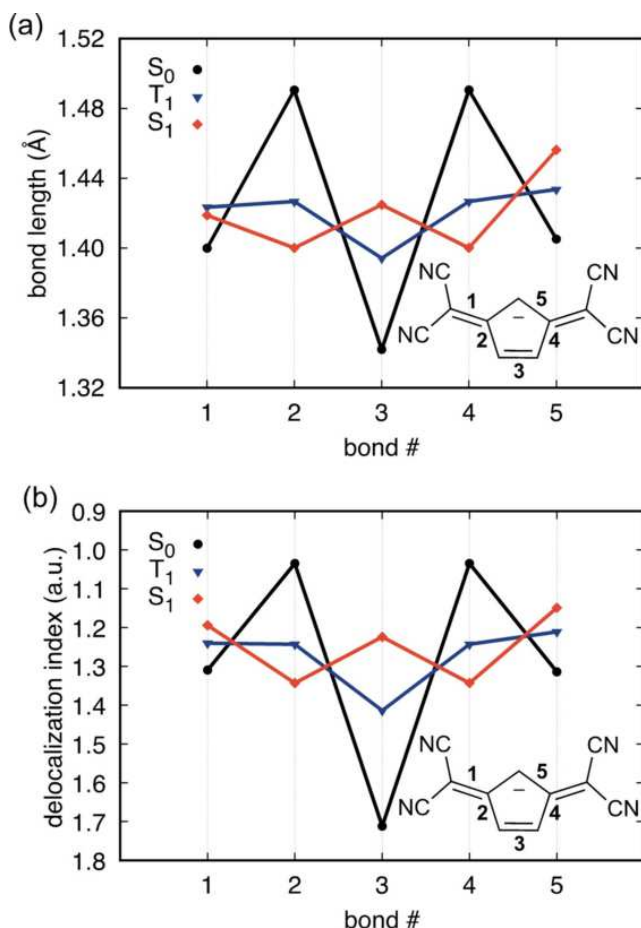 (a)
1.52
1.48
1.44
1.40
1.36
1.32
bond length (Å)
S0
T1
S1
NC
NC
CN
CN
1
5
2
4
3
−
1 2 3 4 5
bond #
(b)
0.9
1.0
1.1
1.2
1.3
1.4
1.5
1.6
1.7
1.8
delocalization index (a.u.)
S0
T1
S1
NC
NC
CN
CN
1
5
2
4
3
−
1 2 3 4 5
bond #